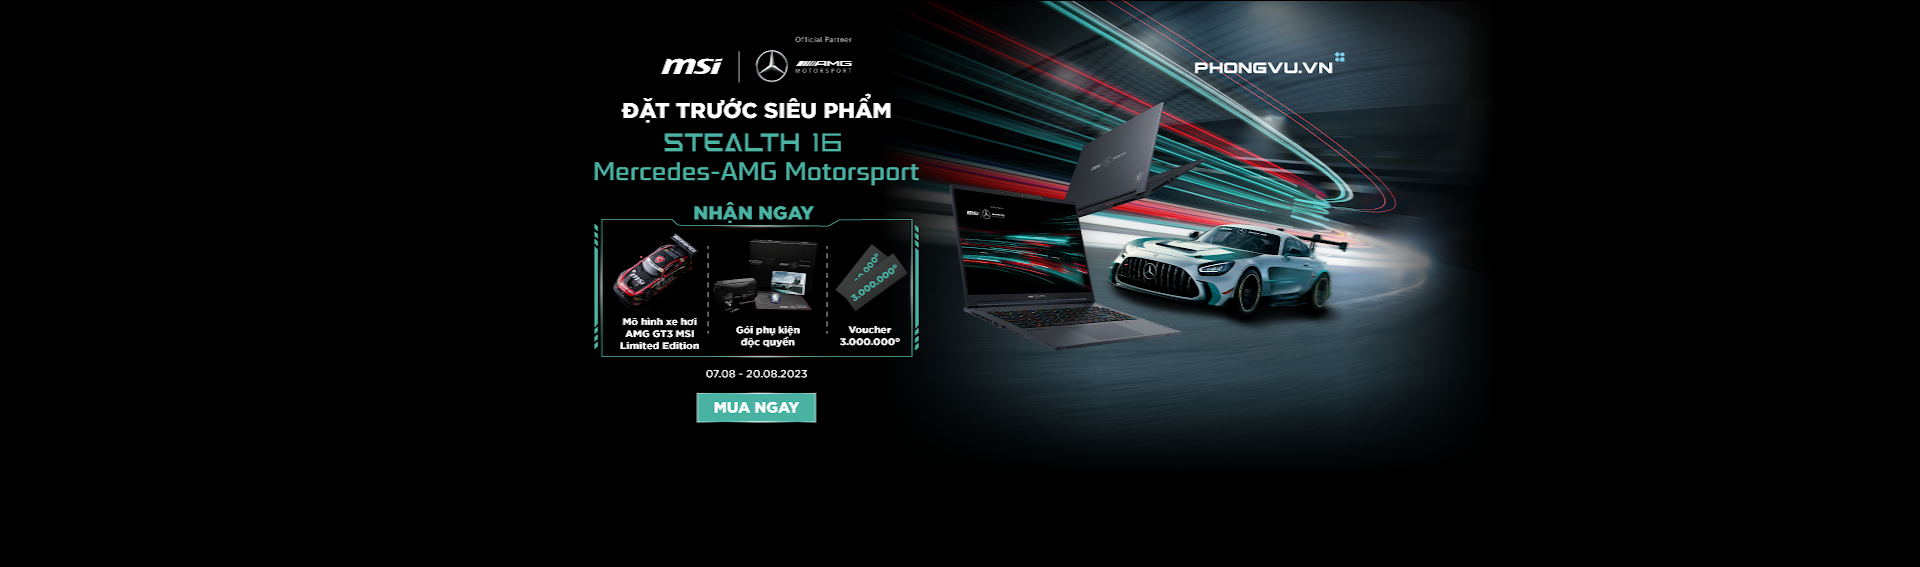 Official Partner
msi
AMG
MOTORSPORT
PHONGVU.VN
ĐẶT TRƯỚC SIÊU PHẨM
STEALTH 16
Mercedes-AMG Motorsport
NHẬN NGAY
Mô hình xe hơi
AMG GT3 MSI
Limited Edition
Gói phụ kiện
độc quyền
3.000.000đ
Voucher
3.000.000đ
07.08 - 20.08.2023
MUA NGAY
msi